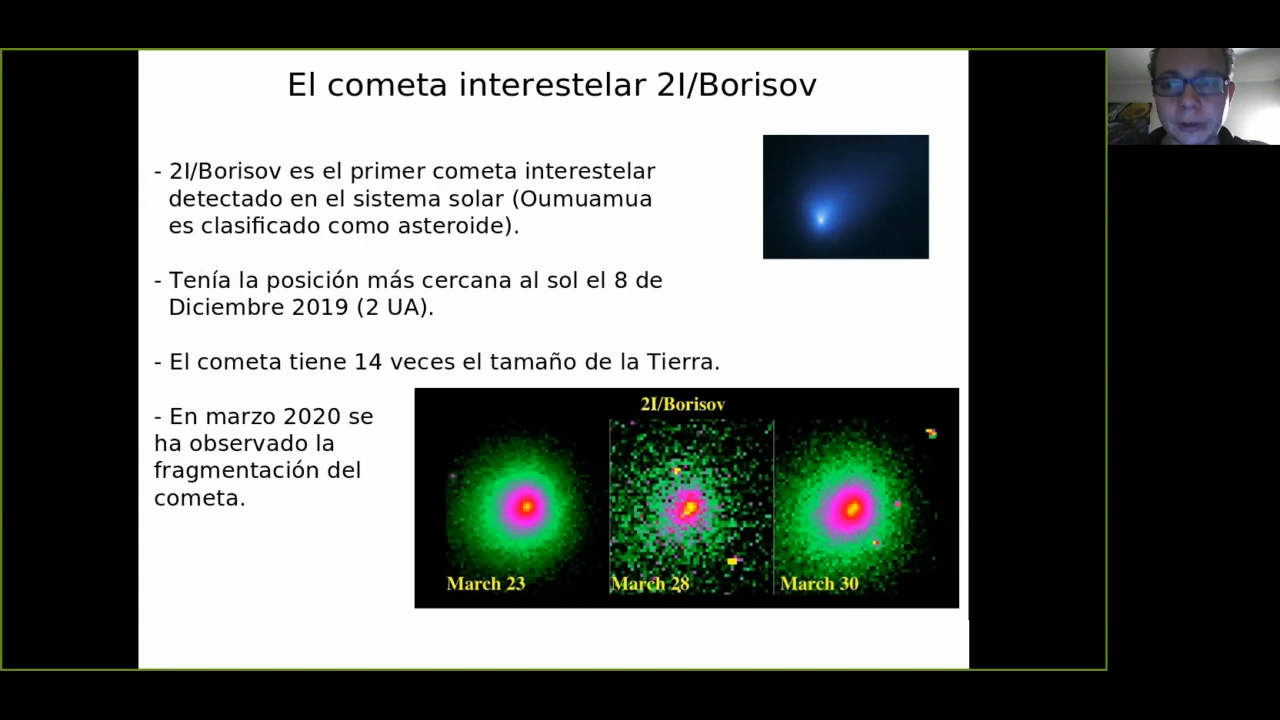 El cometa interestelar 2I/Borisov
- 2I/Borisov es el primer cometa interestelar
detectado en el sistema solar (Oumuamua
es clasificado como asteroide).
- Tenía la posición más cercana al sol el 8 de
Diciembre 2019 (2 UA).
- El cometa tiene 14 veces el tamaño de la Tierra.
- En marzo 2020 se
ha observado la
fragmentación del
cometa.
2I/Borisov
March 23
March 28
March 30